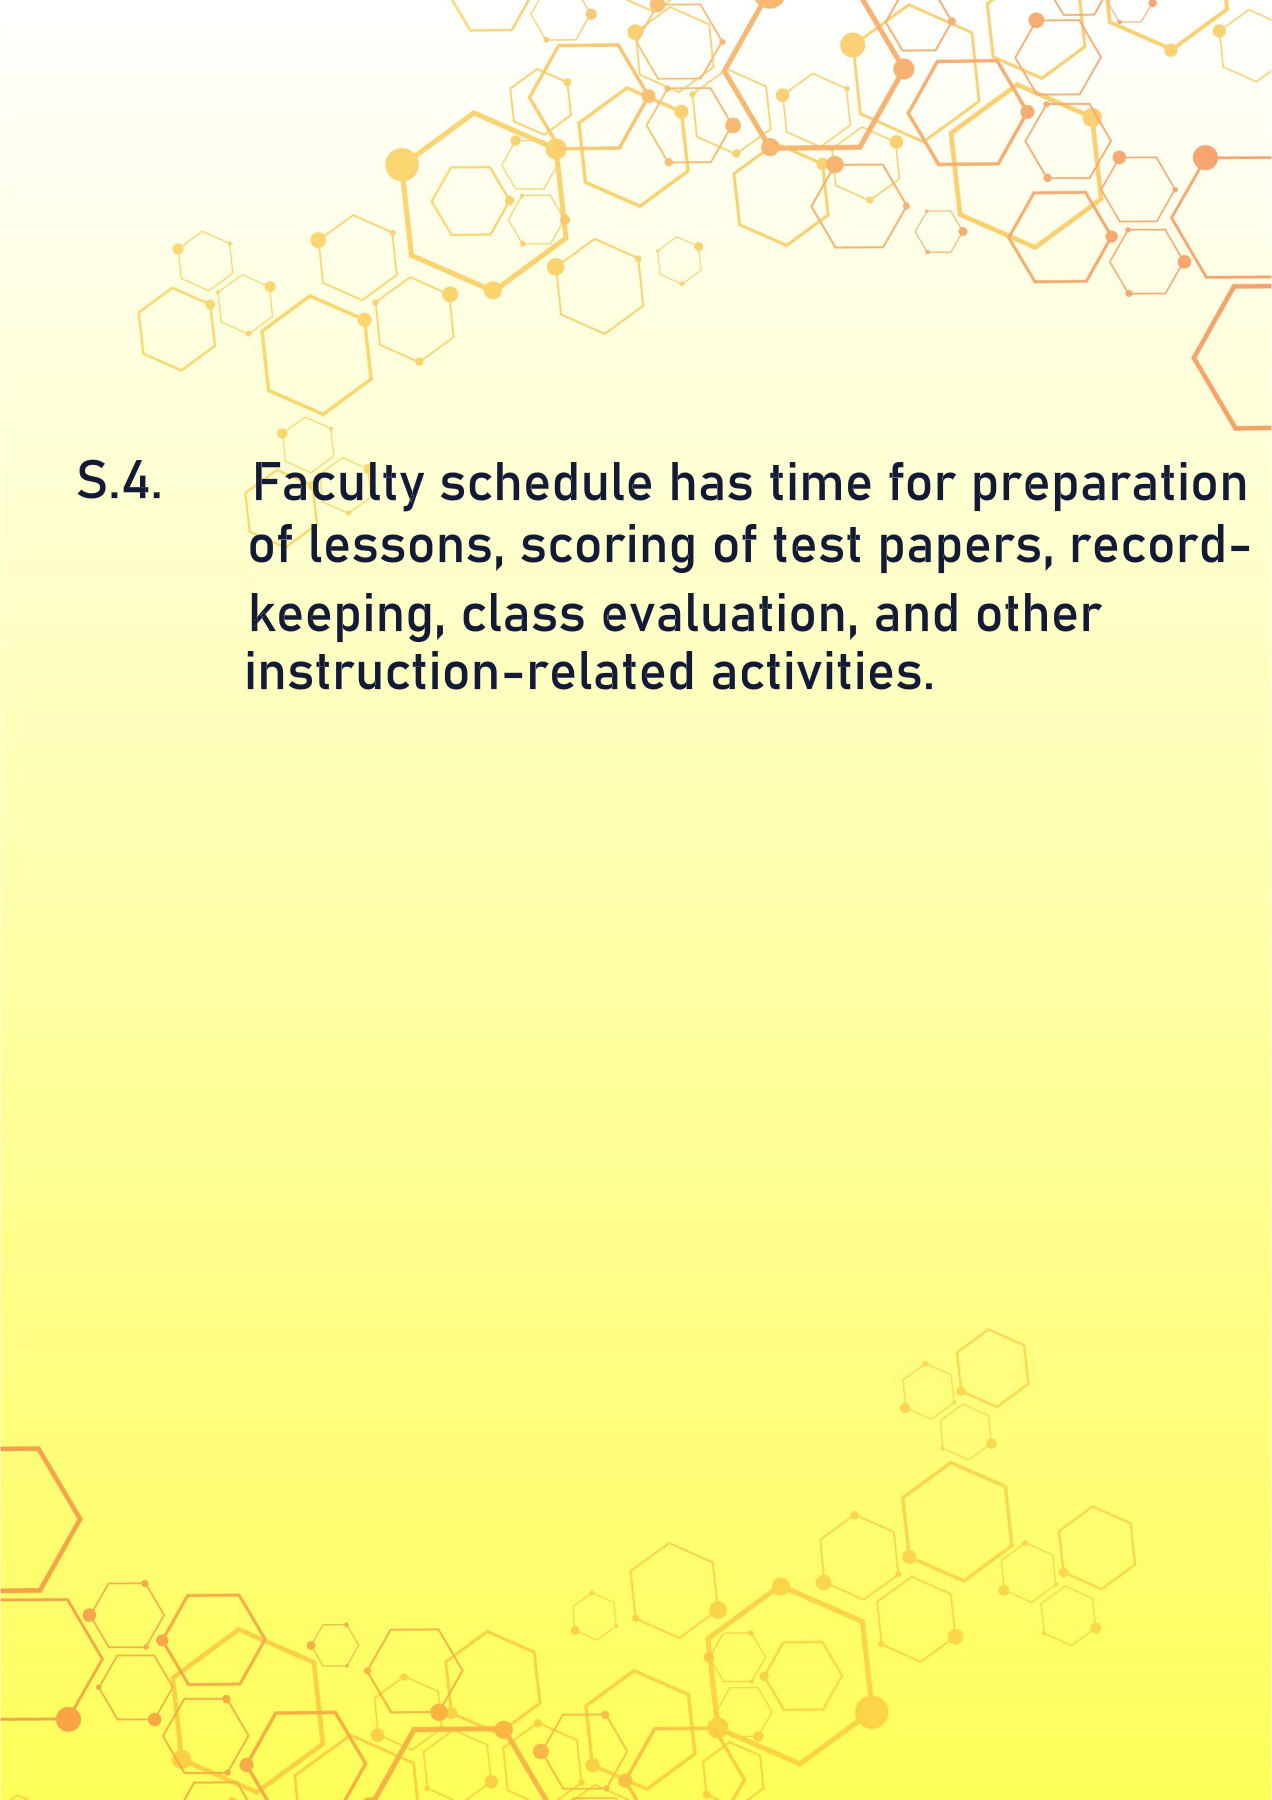 S.4. Faculty schedule has time for preparation
of lessons, scoring of test papers, record-
keeping, class evaluation, and other
instruction-related activities.